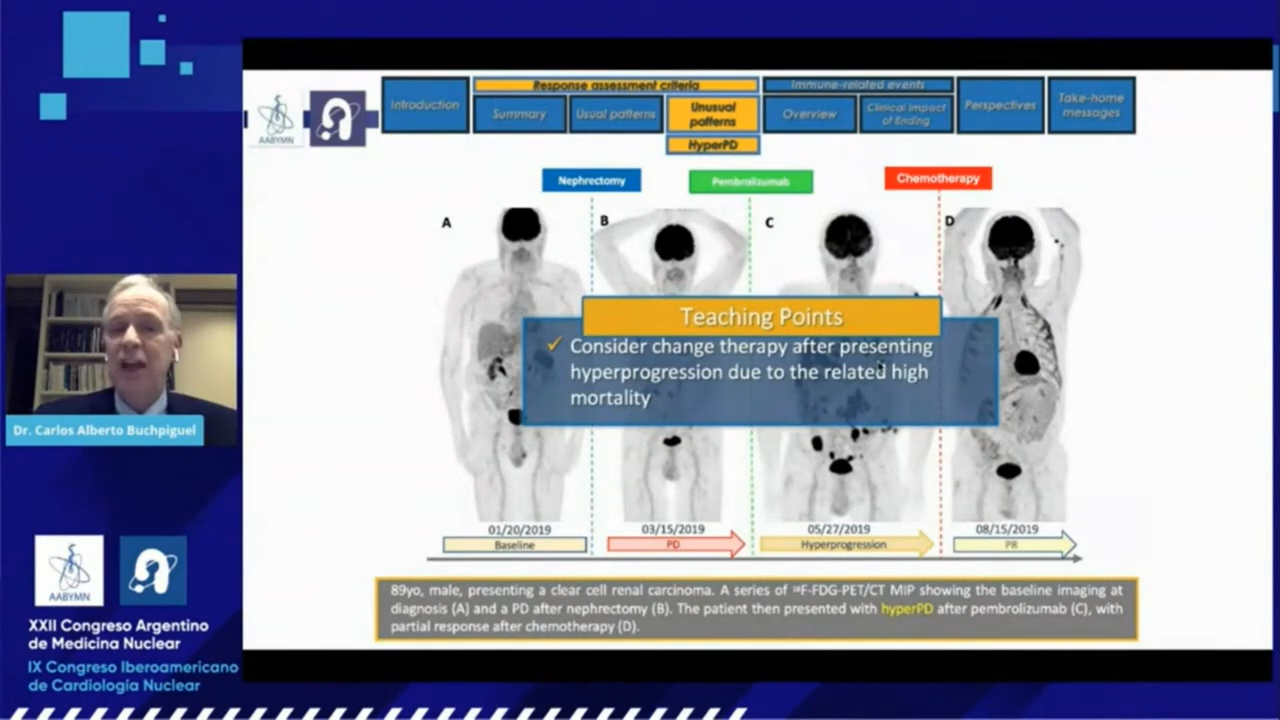 Introduction
Response assessment criteria
Summary
Usual patterns
Unusual
patterns
HyperPD
Immune-related events
Overview
Clinical impact
of finding
Perspectives
Take-home
messages
AABYMN
Nephrectomy
Pembrolizumab
Chemotherapy
A
B
C
D
Teaching Points
✓ Consider change therapy after presenting
hyperprogression due to the related high
mortality
01/20/2019
03/15/2019
05/27/2019
08/15/2019
Baseline
PD
Hyperprogression
PR
89yo, male, presenting a clear cell renal carcinoma. A series of ¹⁸F-FDG-PET/CT MIP showing the baseline imaging at
diagnosis (A) and a PD after nephrectomy (B). The patient then presented with hyperPD after pembrolizumab (C), with
partial response after chemotherapy (D).
Dr. Carlos Alberto Buchpiguel
AABYMN
XXII Congreso Argentino
de Medicina Nuclear
IX Congreso Iberoamericano
de Cardiología Nuclear